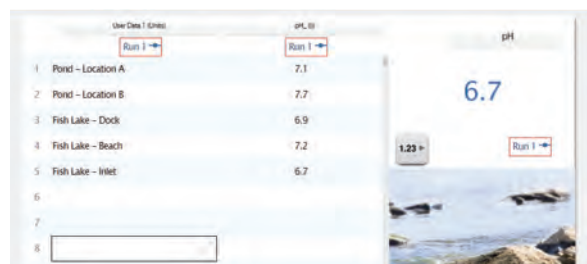 User Data 1 (Units) pH_ (I)
Run 1 Run 1
1 Pond – Location A 7.1
2 Pond – Location B 7.7
3 Fish Lake – Dock 6.9
4 Fish Lake – Beach 7.2
5 Fish Lake – Inlet 6.7
6
7
8
pH
6.7
1.23
Run 1